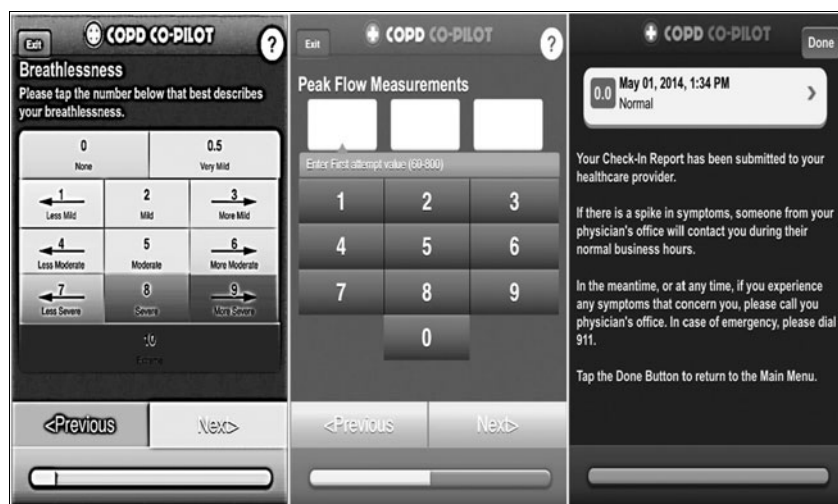 Exit
COPD CO-PILOT
?
Breathlessness
Please tap the number below that best describes
your breathlessness.
0
None
0.5
Very Mild
1
Less Mild
2
Mild
3
More Mild
4
Less Moderate
5
Moderate
6
More Moderate
7
Less Severe
8
Severe
9
More Severe
10
Extreme
<Previous
Next>
Exit
COPD CO-PILOT
?
Peak Flow Measurements
Enter First attempt value (60-800)
1
2
3
4
5
6
7
8
9
0
<Previous
Next>
COPD CO-PILOT
Done
0.0
May 01, 2014, 1:34 PM
Normal
Your Check-In Report has been submitted to your
healthcare provider.
If there is a spike in symptoms, someone from your
physician's office will contact you during their
normal business hours.
In the meantime, or at any time, if you experience
any symptoms that concern you, please call you
physician's office. In case of emergency, please dial
911.
Tap the Done Button to return to the Main Menu.